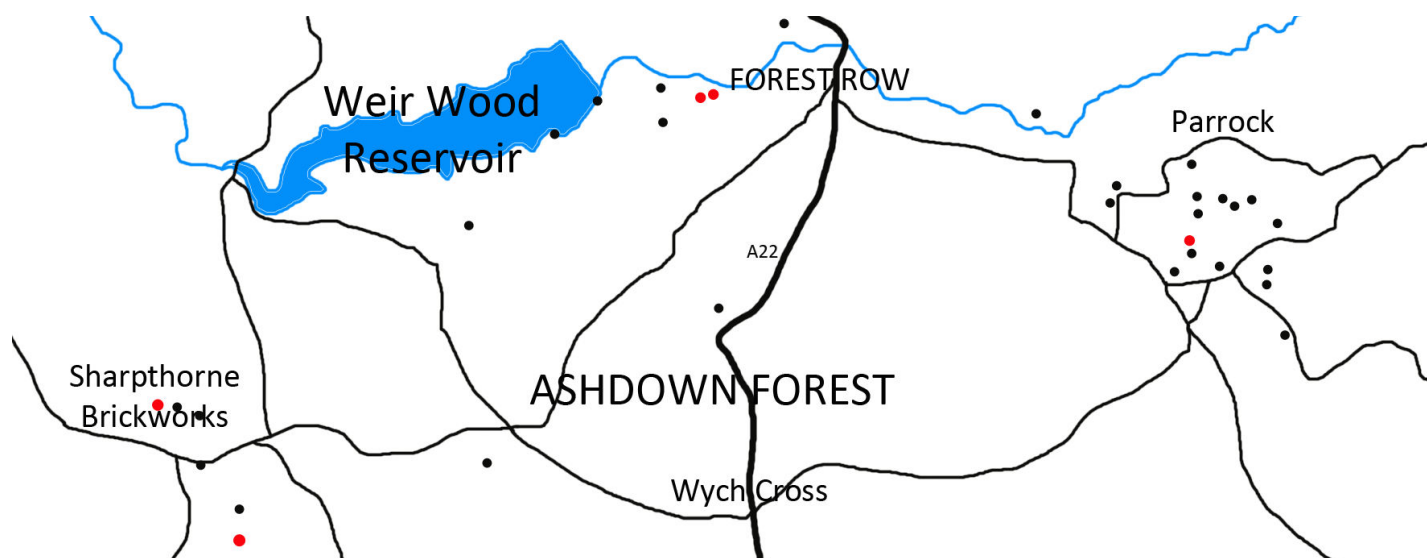 FOREST ROW
Weir Wood
Reservoir
Parrock
A22
Sharpthorne
Brickworks
ASHDOWN FOREST
Wych Cross